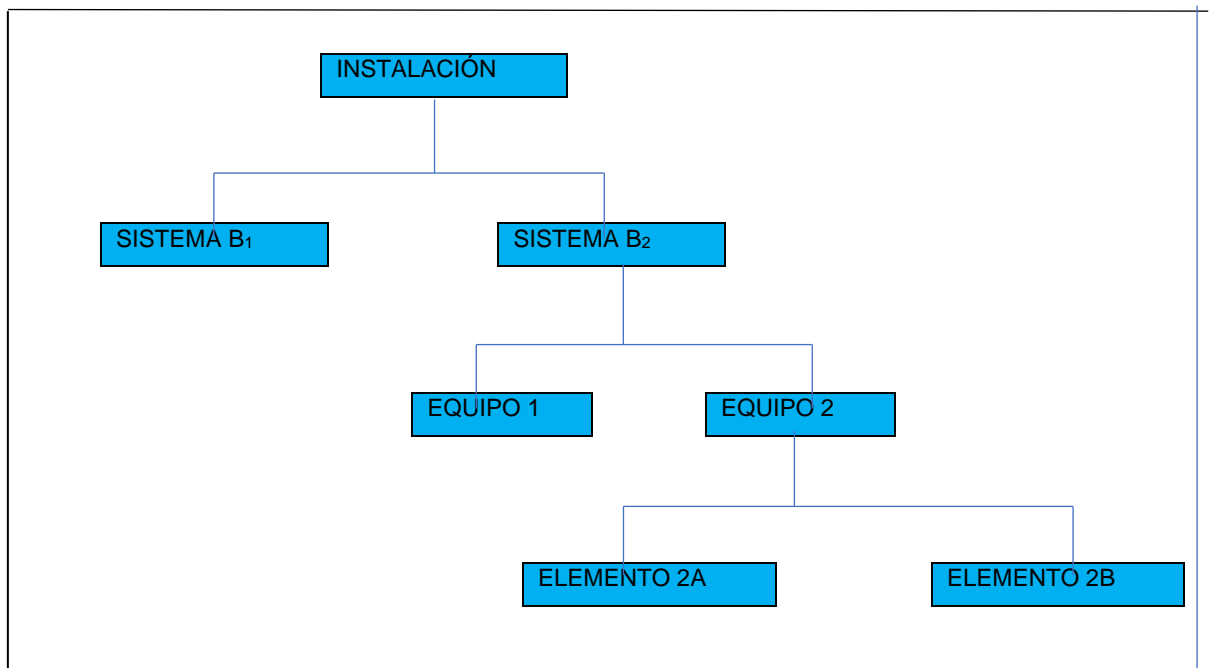 INSTALACIÓN
SISTEMA B₁
SISTEMA B₂
EQUIPO 1
EQUIPO 2
ELEMENTO 2A
ELEMENTO 2B